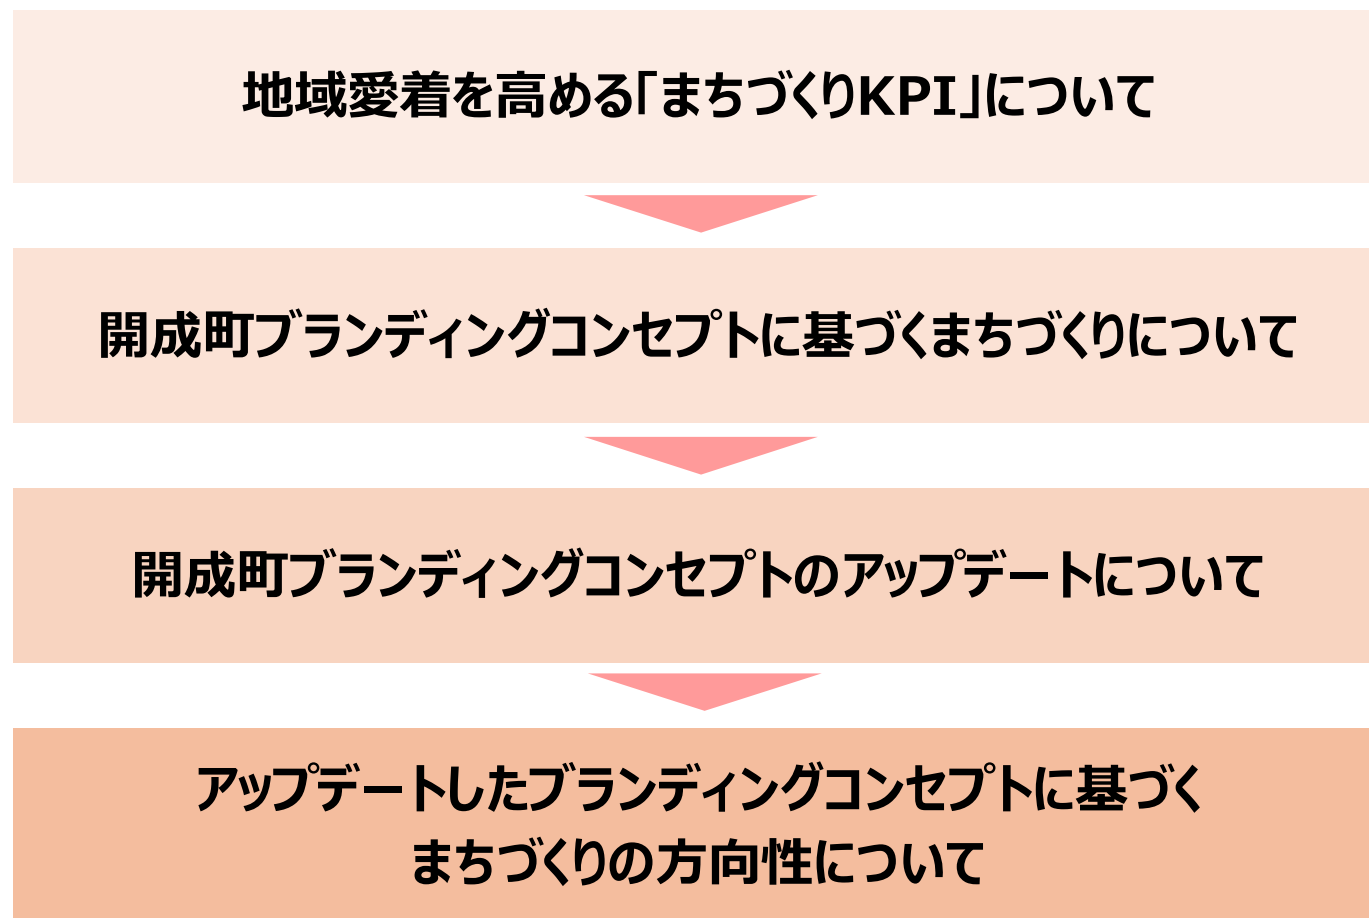 地域愛着を高める「まちづくりKPI」について
開成町ブランディングコンセプトに基づくまちづくりについて
開成町ブランディングコンセプトのアップデートについて
アップデートしたブランディングコンセプトに基づく
まちづくりの方向性について